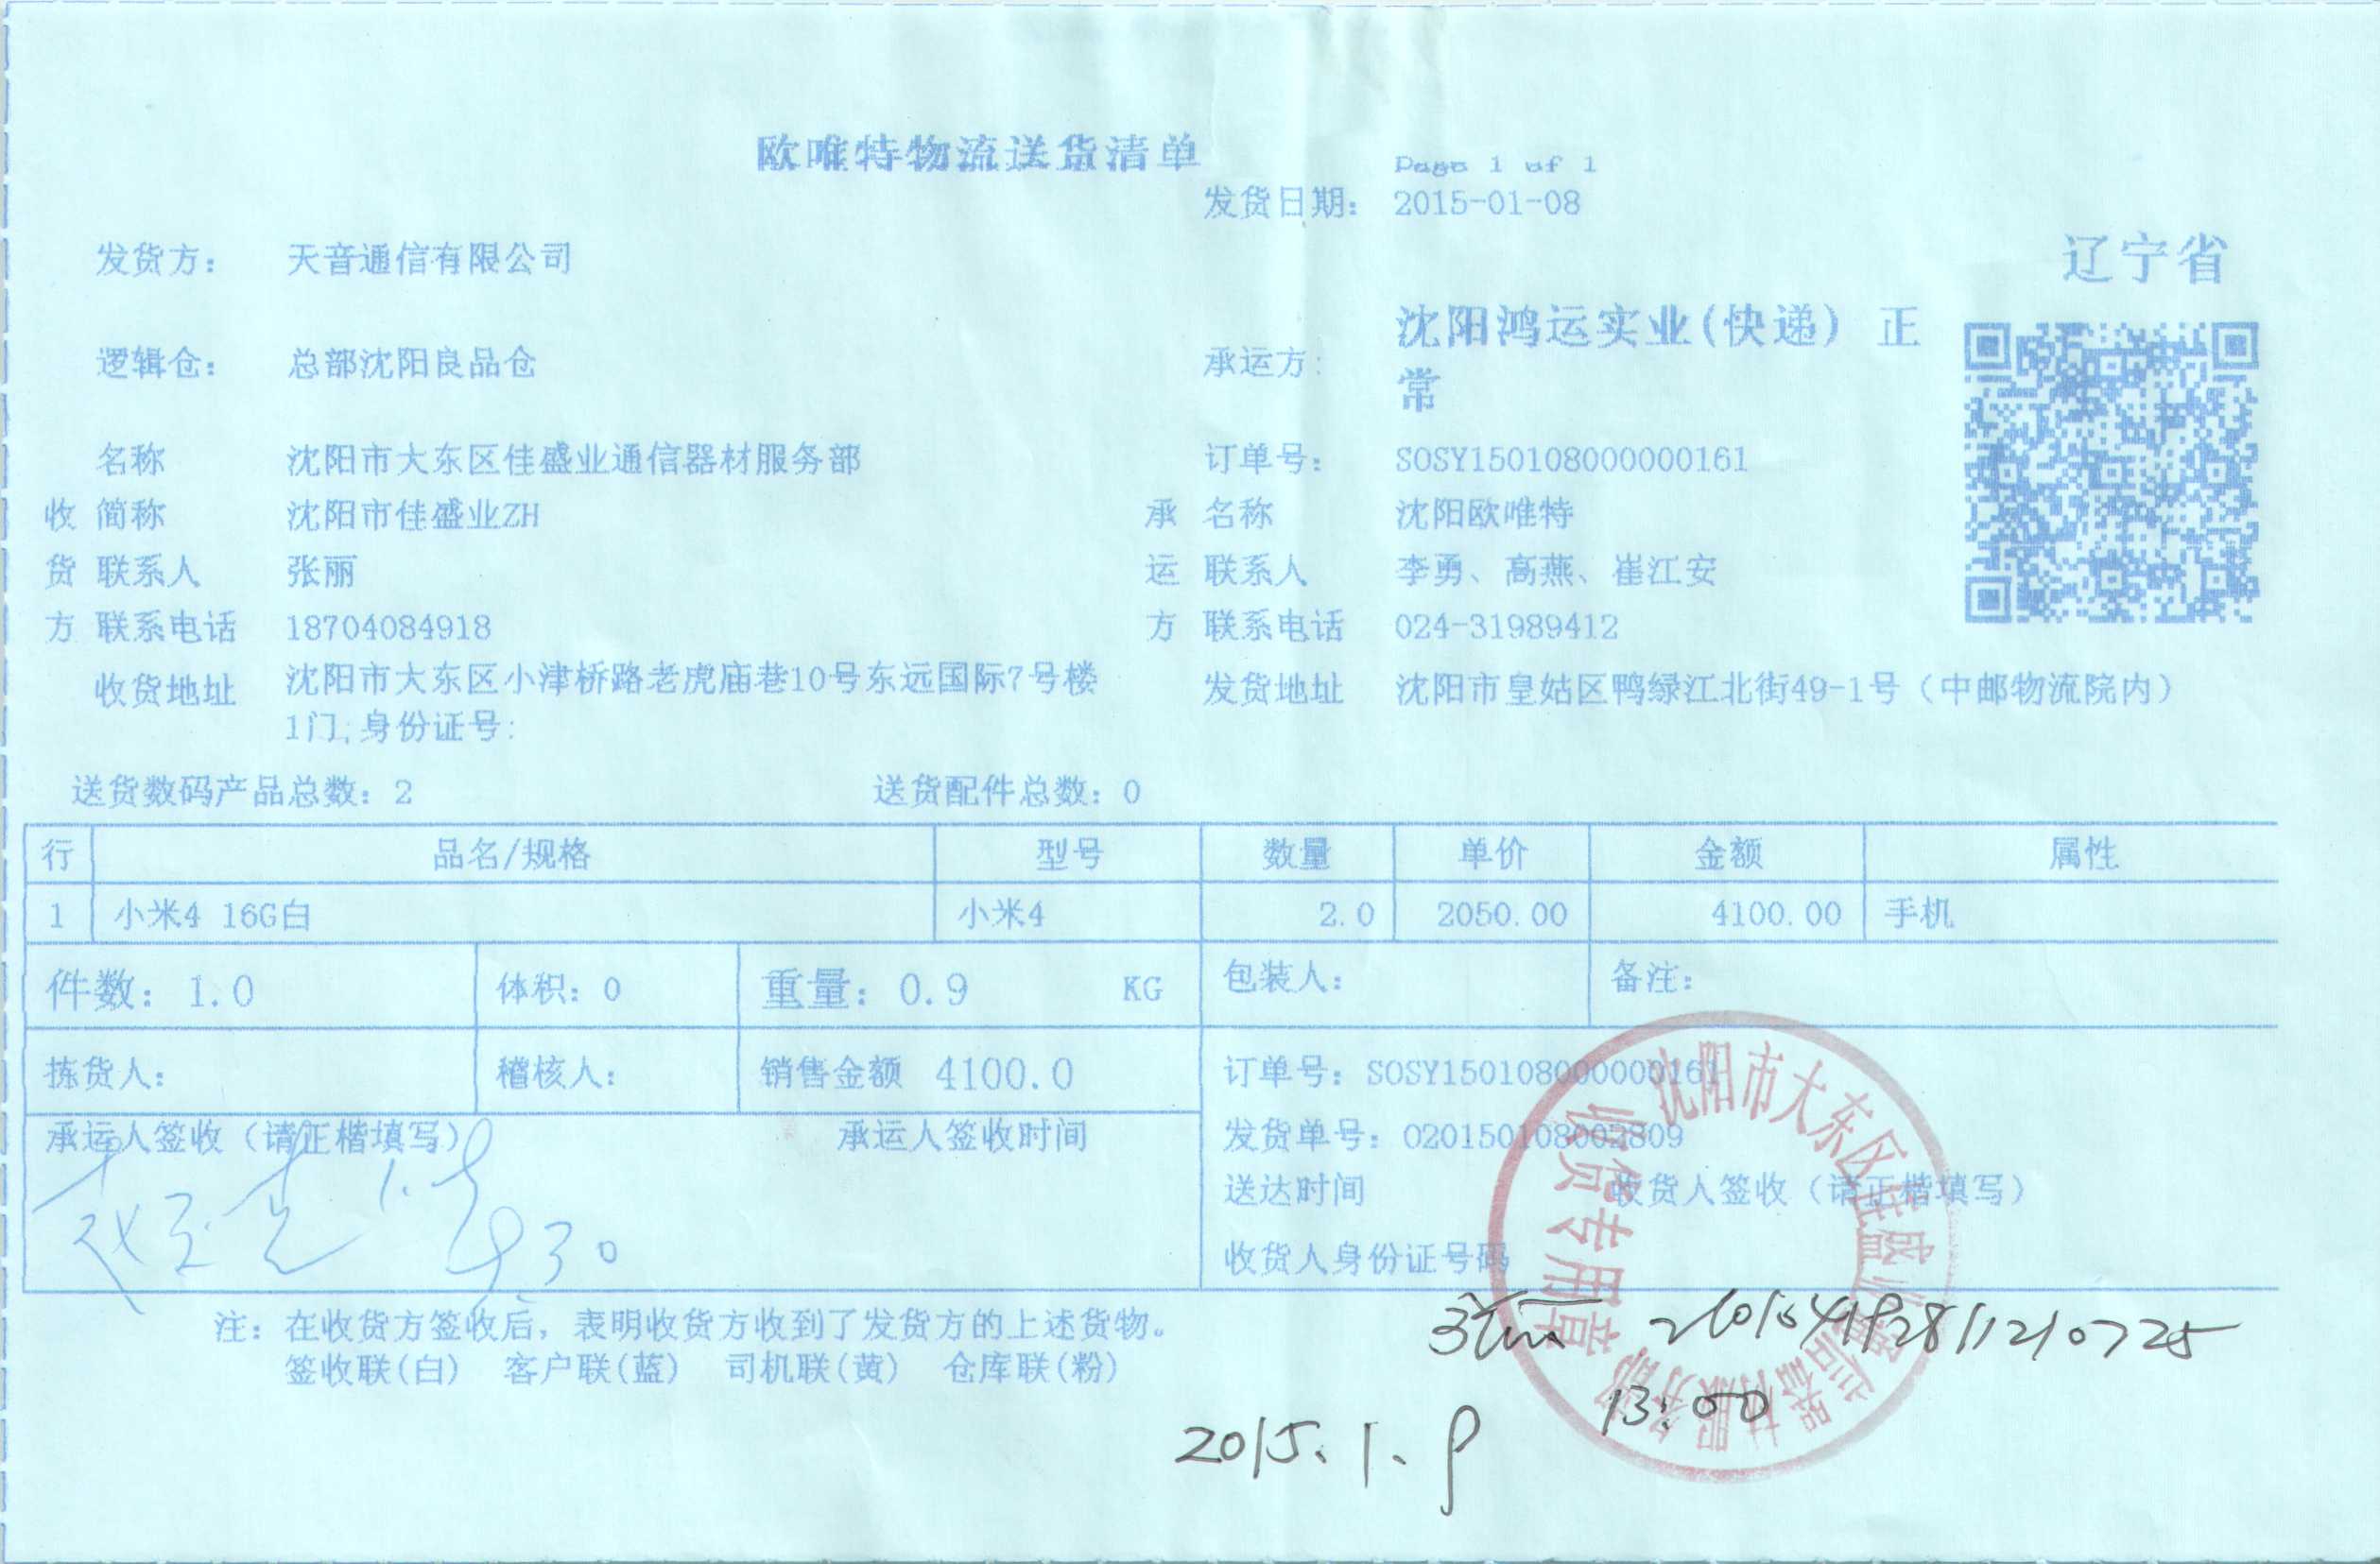 欧唯特物流送货清单
Page 1 of 1
发货日期： 2015-01-08
发货方： 天音通信有限公司
辽宁省
逻辑仓： 总部沈阳良品仓
承运方： 沈阳鸿运实业(快递) 正
常
名称 沈阳市大东区佳盛业通信器材服务部 订单号： SOSY150108000000161
收 简称 沈阳市佳盛业ZH 承 名称 沈阳欧唯特
货 联系人 张丽 运 联系人 李勇、高燕、崔江安
方 联系电话 18704084918 方 联系电话 024-31989412
收货地址 沈阳市大东区小津桥路老虎庙巷10号东远国际7号楼
1门;身份证号:
发货地址 沈阳市皇姑区鸭绿江北街49-1号（中邮物流院内）
送货数码产品总数：2 送货配件总数：0
行 品名/规格 型号 数量 单价 金额 属性
1 小米4 16G白 小米4 2.0 2050.00 4100.00 手机
件数：1.0 体积：0 重量：0.9 KG 包装人： 备注：
拣货人： 稽核人： 销售金额 4100.0 订单号：SOSY150108000000161
承运人签收（请正楷填写） 承运人签收时间 发货单号：020150108002809
送达时间 收货人签收（请正楷填写）
收货人身份证号码
930
沈阳市大东区佳盛业通信器材服务部
收货专用章
注：在收货方签收后，表明收货方收到了发货方的上述货物。
签收联(白) 客户联(蓝) 司机联(黄) 仓库联(粉)
13:00
2015.1.9